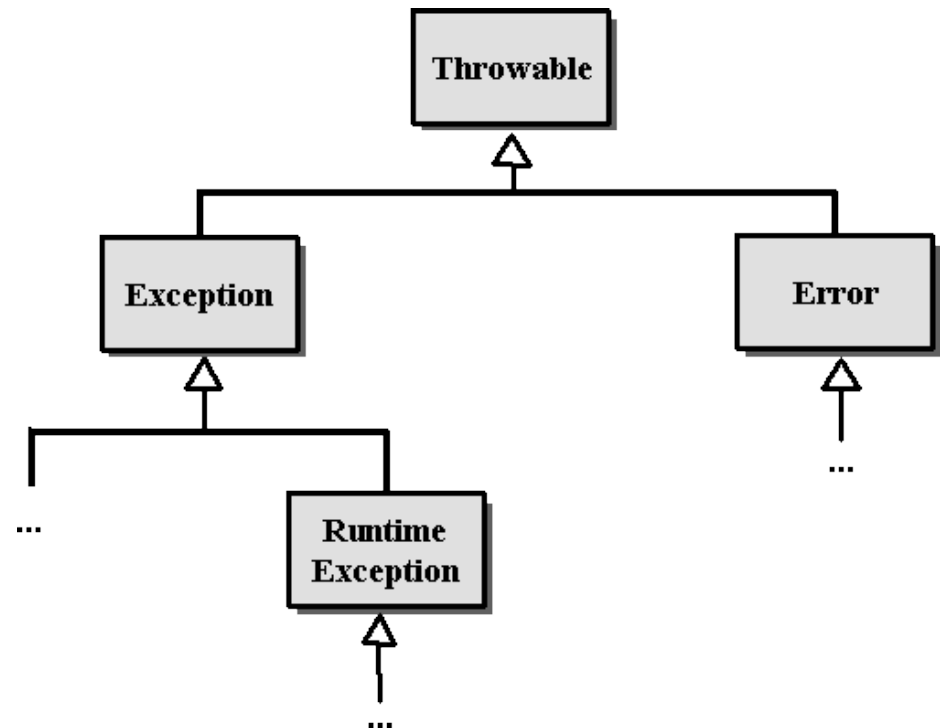 Throwable
Exception
Error
...
...
Runtime
Exception
...